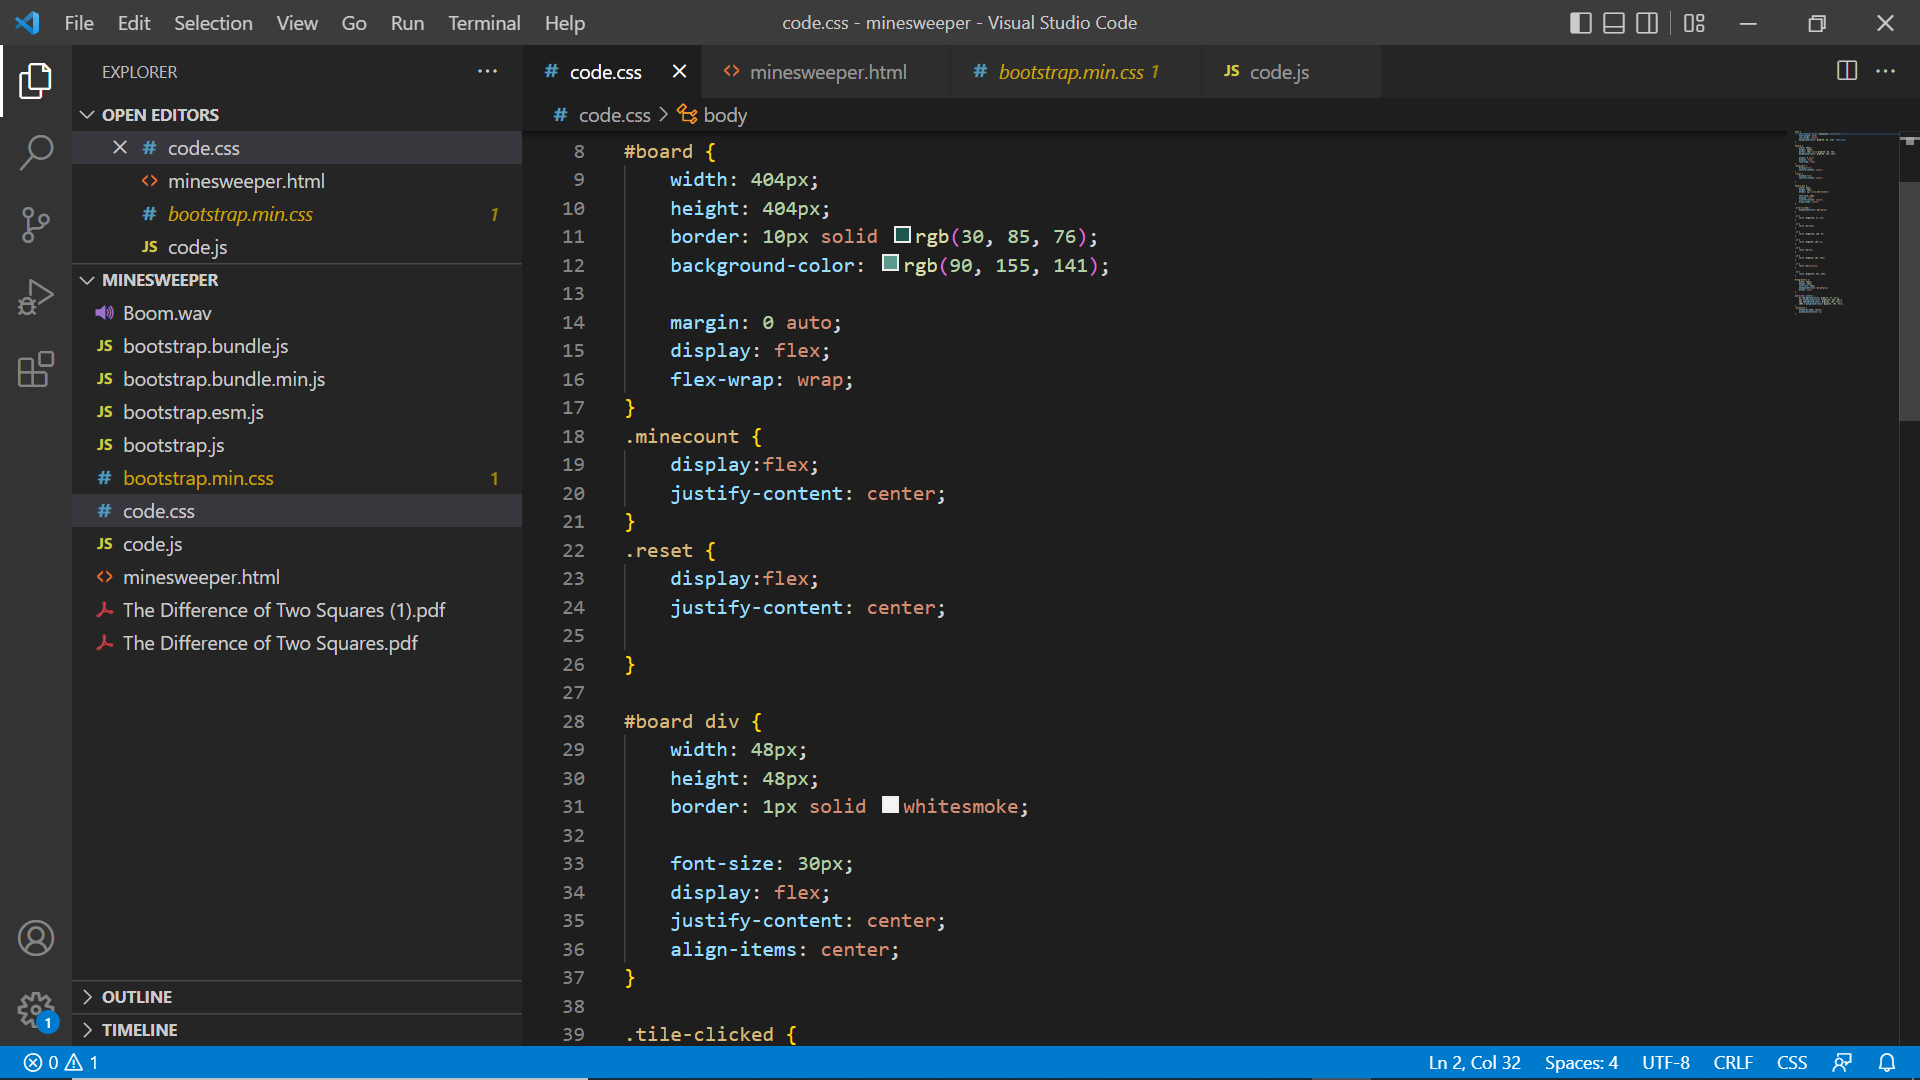 File Edit Selection View Go Run Terminal Help
code.css - minesweeper - Visual Studio Code
EXPLORER
OPEN EDITORS
# code.css
<> minesweeper.html
# bootstrap.min.css 1
JS code.js
MINESWEEPER
Boom.wav
JS bootstrap.bundle.js
JS bootstrap.bundle.min.js
JS bootstrap.esm.js
JS bootstrap.js
# bootstrap.min.css 1
# code.css
JS code.js
<> minesweeper.html
The Difference of Two Squares (1).pdf
The Difference of Two Squares.pdf
OUTLINE
TIMELINE
1
# code.css <> minesweeper.html # bootstrap.min.css 1 JS code.js
# code.css > body
8 #board {
9 width: 404px;
10 height: 404px;
11 border: 10px solid rgb(30, 85, 76);
12 background-color: rgb(90, 155, 141);
13
14 margin: 0 auto;
15 display: flex;
16 flex-wrap: wrap;
17 }
18 .minecount {
19 display:flex;
20 justify-content: center;
21 }
22 .reset {
23 display:flex;
24 justify-content: center;
25
26 }
27
28 #board div {
29 width: 48px;
30 height: 48px;
31 border: 1px solid whitesmoke;
32
33 font-size: 30px;
34 display: flex;
35 justify-content: center;
36 align-items: center;
37 }
38
39 .tile-clicked {
0 1
Ln 2, Col 32 Spaces: 4 UTF-8 CRLF CSS